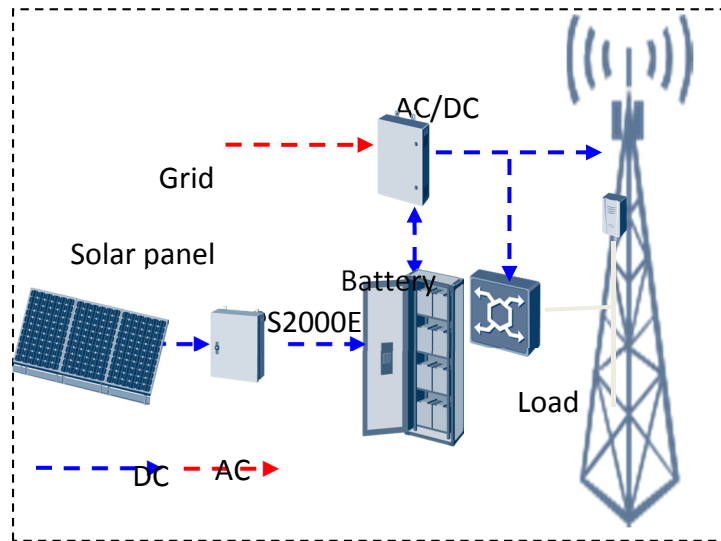 AC/DC
Grid
Solar panel
Battery
PS2000E
Load
DC
AC